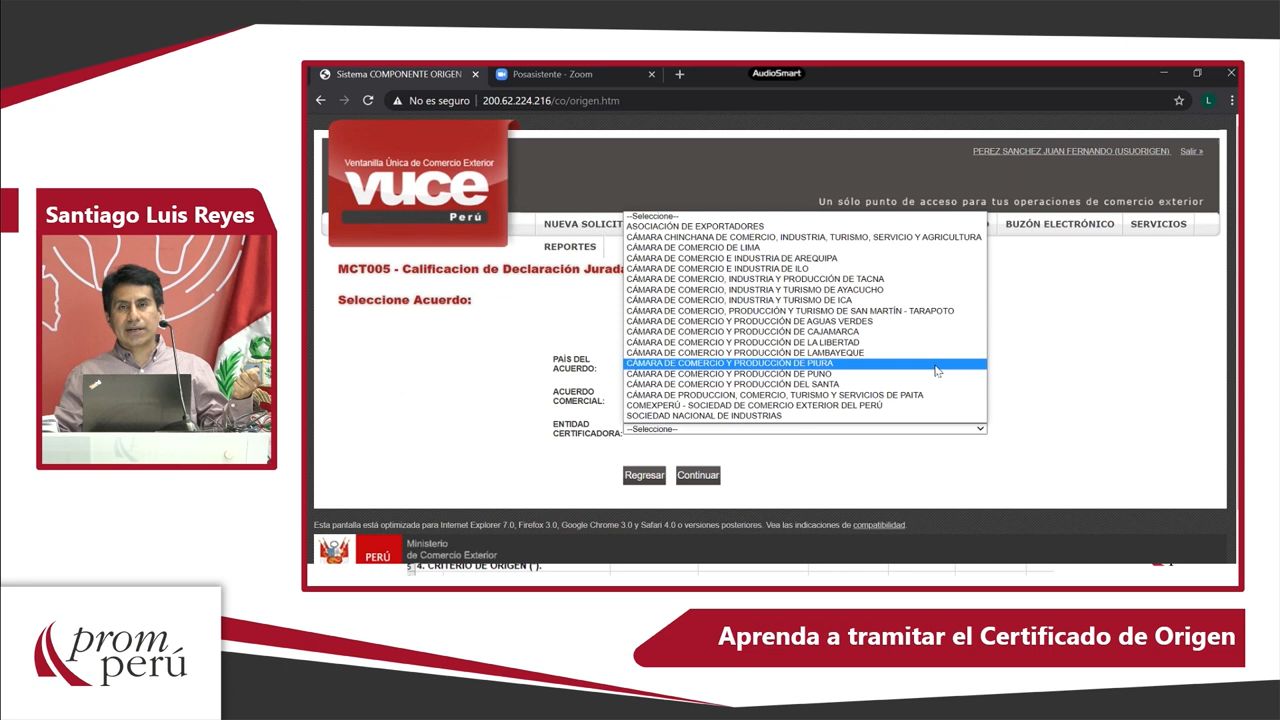 Santiago Luis Reyes
Sistema COMPONENTE ORIGEN
Posasistente - Zoom
AudioSmart
No es seguro
200.62.224.216/co/origen.htm
L
Ventanilla Única de Comercio Exterior
vuce
Perú
PEREZ SANCHEZ JUAN FERNANDO (USUORIGEN)
Salir »
Un sólo punto de acceso para tus operaciones de comercio exterior
NUEVA SOLICIT
BUZÓN ELECTRÓNICO
SERVICIOS
REPORTES
MCT005 - Calificacion de Declaración Jurada
Seleccione Acuerdo:
--Seleccione--
ASOCIACIÓN DE EXPORTADORES
CÁMARA CHINCHANA DE COMERCIO, INDUSTRIA, TURISMO, SERVICIO Y AGRICULTURA
CÁMARA DE COMERCIO DE LIMA
CÁMARA DE COMERCIO E INDUSTRIA DE AREQUIPA
CÁMARA DE COMERCIO E INDUSTRIA DE ILO
CÁMARA DE COMERCIO, INDUSTRIA Y PRODUCCIÓN DE TACNA
CÁMARA DE COMERCIO, INDUSTRIA Y TURISMO DE AYACUCHO
CÁMARA DE COMERCIO, INDUSTRIA Y TURISMO DE ICA
CÁMARA DE COMERCIO, PRODUCCIÓN Y TURISMO DE SAN MARTÍN - TARAPOTO
CÁMARA DE COMERCIO Y PRODUCCIÓN DE AGUAS VERDES
CÁMARA DE COMERCIO Y PRODUCCIÓN DE CAJAMARCA
CÁMARA DE COMERCIO Y PRODUCCIÓN DE LA LIBERTAD
CÁMARA DE COMERCIO Y PRODUCCIÓN DE LAMBAYEQUE
CÁMARA DE COMERCIO Y PRODUCCIÓN DE PIURA
CÁMARA DE COMERCIO Y PRODUCCIÓN DE PUNO
CÁMARA DE COMERCIO Y PRODUCCIÓN DEL SANTA
CÁMARA DE PRODUCCION, COMERCIO, TURISMO Y SERVICIOS DE PAITA
COMEXPERÚ - SOCIEDAD DE COMERCIO EXTERIOR DEL PERÚ
SOCIEDAD NACIONAL DE INDUSTRIAS
PAÍS DEL
ACUERDO:
ACUERDO
COMERCIAL:
ENTIDAD
CERTIFICADORA:
--Seleccione--
Regresar
Continuar
Esta pantalla está optimizada para Internet Explorer 7.0, Firefox 3.0, Google Chrome 3.0 y Safari 4.0 o versiones posteriores. Vea las indicaciones de compatibilidad.
PERÚ
Ministerio
de Comercio Exterior
4. CRITERIO DE ORIGEN (*).
prom
perú
Aprenda a tramitar el Certificado de Origen